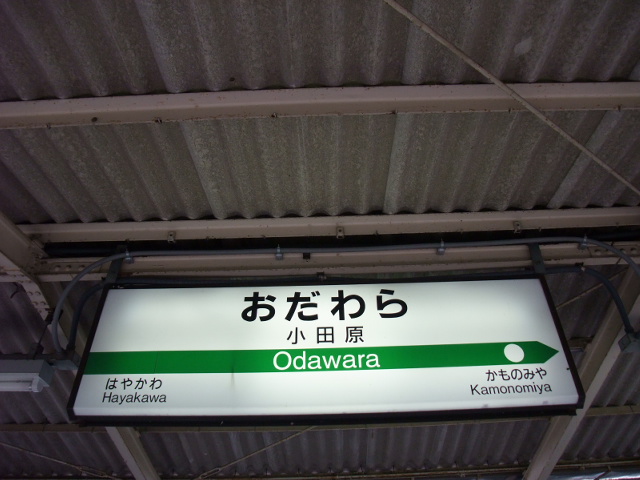 おだわら
小田原
Odawara
はやかわ
Hayakawa
かものみや
Kamonomiya